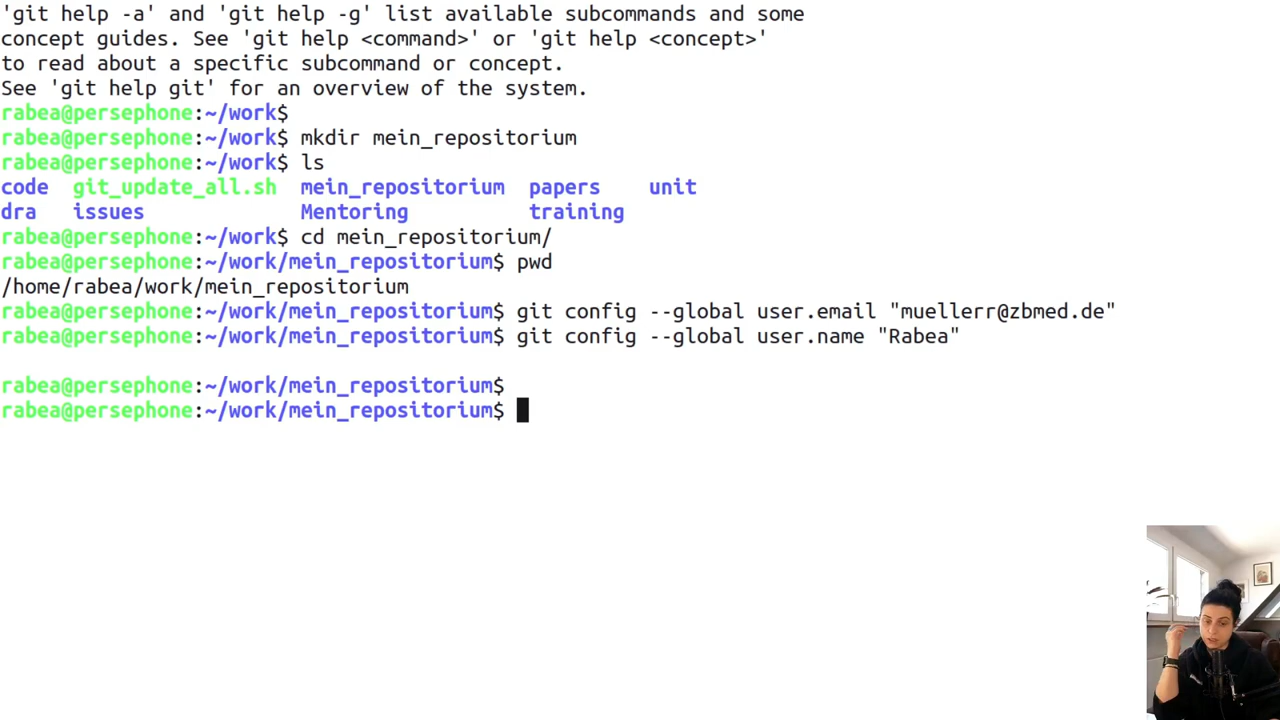 'git help -a' and 'git help -g' list available subcommands and some
concept guides. See 'git help <command>' or 'git help <concept>'
to read about a specific subcommand or concept.
See 'git help git' for an overview of the system.
rabea@persephone:~/work$
rabea@persephone:~/work$ mkdir mein_repositorium
rabea@persephone:~/work$ ls
code git_update_all.sh mein_repositorium papers unit
dra issues Mentoring training
rabea@persephone:~/work$ cd mein_repositorium/
rabea@persephone:~/work/mein_repositorium$ pwd
/home/rabea/work/mein_repositorium
rabea@persephone:~/work/mein_repositorium$ git config --global user.email "muellerr@zbmed.de"
rabea@persephone:~/work/mein_repositorium$ git config --global user.name "Rabea"
rabea@persephone:~/work/mein_repositorium$
rabea@persephone:~/work/mein_repositorium$